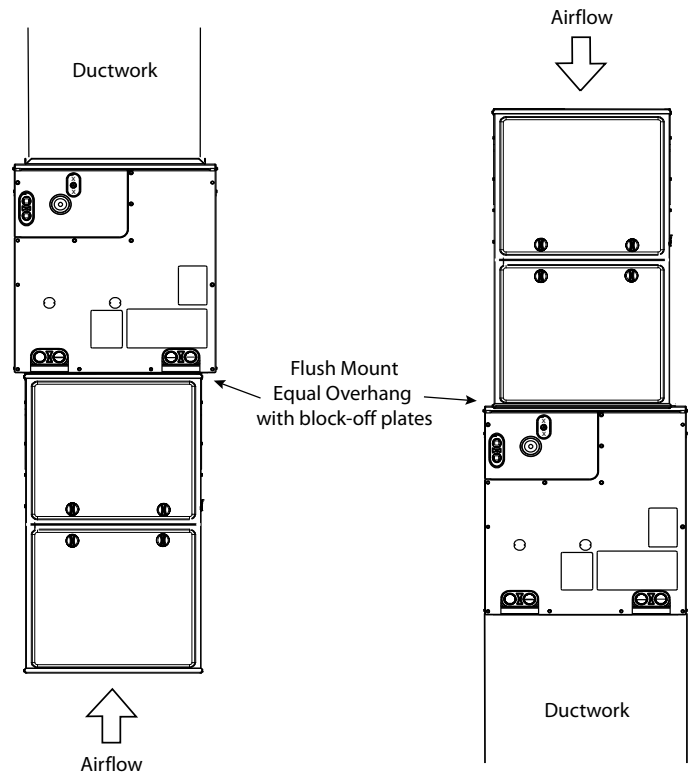 Ductwork
Airflow
Flush Mount
Equal Overhang
with block-off plates
Airflow
Ductwork